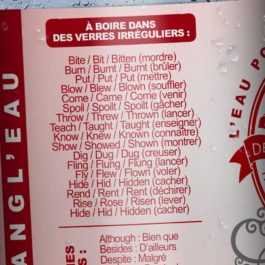 À BOIRE DANS
DES VERRES IRRÉGULIERS :
Bite / Bit / Bitten (mordre)
Burn / Burnt / Burnt (brûler)
Put / Put / Put (mettre)
Blow / Blew / Blown (souffler)
Come / Came / Come (venir)
Spoil / Spoilt / Spoilt (gâcher)
Throw / Threw / Thrown (lancer)
Teach / Taught / Taught (enseigner)
Know / Knew / Known (connaître)
Show / Showed / Shown (montrer)
Dig / Dug / Dug (creuser)
Fling / Flung / Flung (lancer)
Fly / Flew / Flown (voler)
Hide / Hid / Hidden (cacher)
Rend / Rent / Rent (déchirer)
Rise / Rose / Risen (lever)
Hide / Hid / Hidden (cacher)
Although : Bien que
Besides : D'ailleurs
Despite : Malgré
ANGL'EAU
L'EAU PO